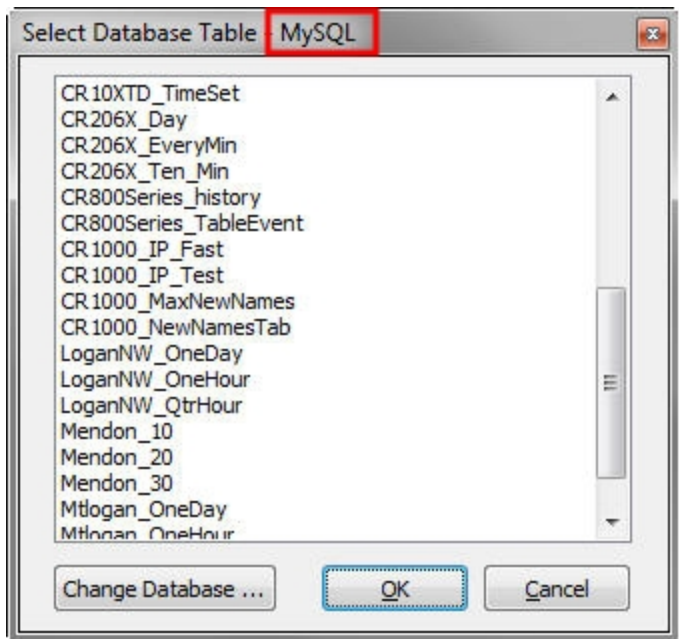 Select Database Table - MySQL
CR10XTD_TimeSet
CR206X_Day
CR206X_EveryMin
CR206X_Ten_Min
CR800Series_history
CR800Series_TableEvent
CR1000_IP_Fast
CR1000_IP_Test
CR1000_MaxNewNames
CR1000_NewNamesTab
LoganNW_OneDay
LoganNW_OneHour
LoganNW_QtrHour
Mendon_10
Mendon_20
Mendon_30
Mtlogan_OneDay
Mtlogan_OneHour
Change Database ...
OK
Cancel